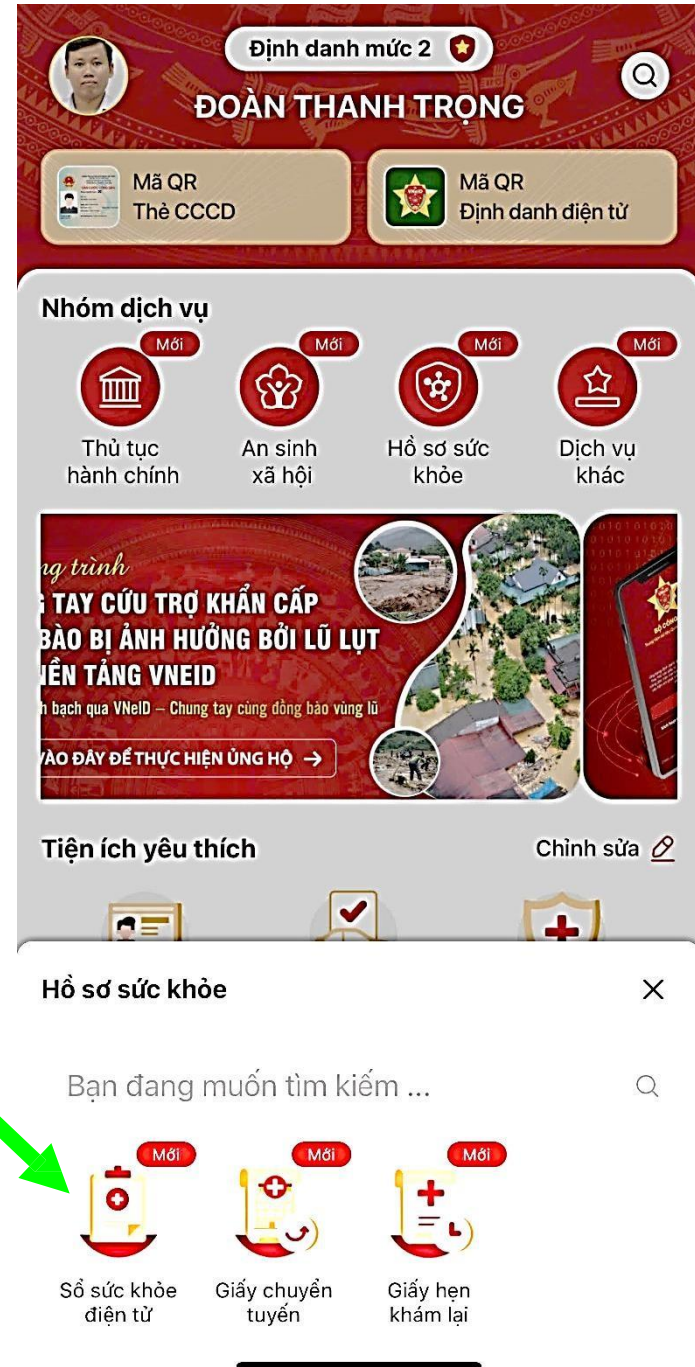 Định danh mức 2
ĐOÀN THANH TRỌNG
Mã QR
Thẻ CCCD
Mã QR
Định danh điện tử
Nhóm dịch vụ
Mới
Mới
Mới
Mới
Thủ tục
hành chính
An sinh
xã hội
Hồ sơ sức
khỏe
Dịch vụ
khác
ng trình
TAY CỨU TRỢ KHẨN CẤP
BÀO BỊ ẢNH HƯỞNG BỞI LŨ LỤT
NỀN TẢNG VNEID
h bạch qua VNeID – Chung tay cùng đồng bào vùng lũ
VÀO ĐÂY ĐỂ THỰC HIỆN ỦNG HỘ →
Tiện ích yêu thích
Chỉnh sửa
Hồ sơ sức khỏe
Bạn đang muốn tìm kiếm ...
Mới
Mới
Mới
Sổ sức khỏe
điện tử
Giấy chuyển
tuyến
Giấy hẹn
khám lại